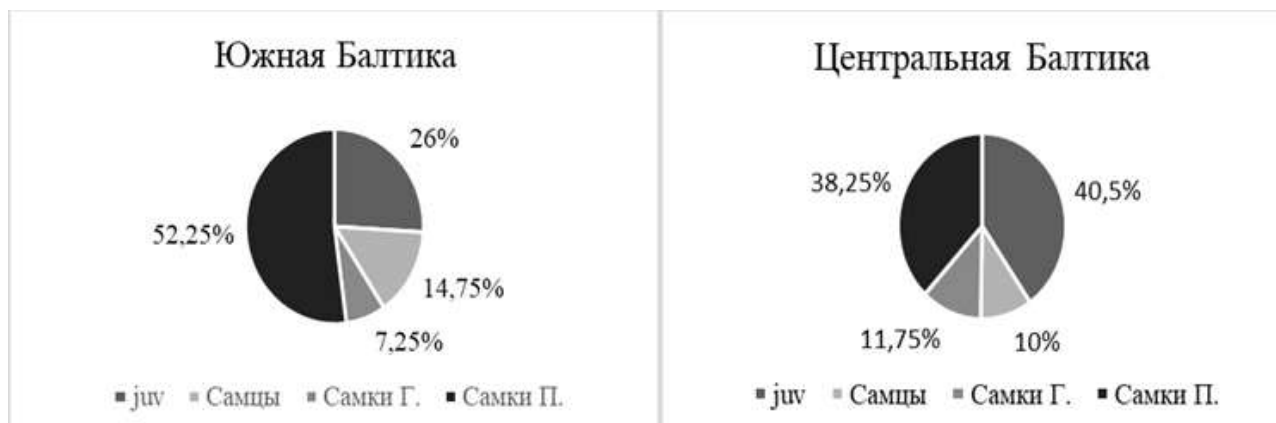 Южная Балтика
26%
52,25%
14,75%
7,25%
juv Самцы Самки Г. Самки П.
Центральная Балтика
38,25%
40,5%
11,75%
10%
juv Самцы Самки Г. Самки П.